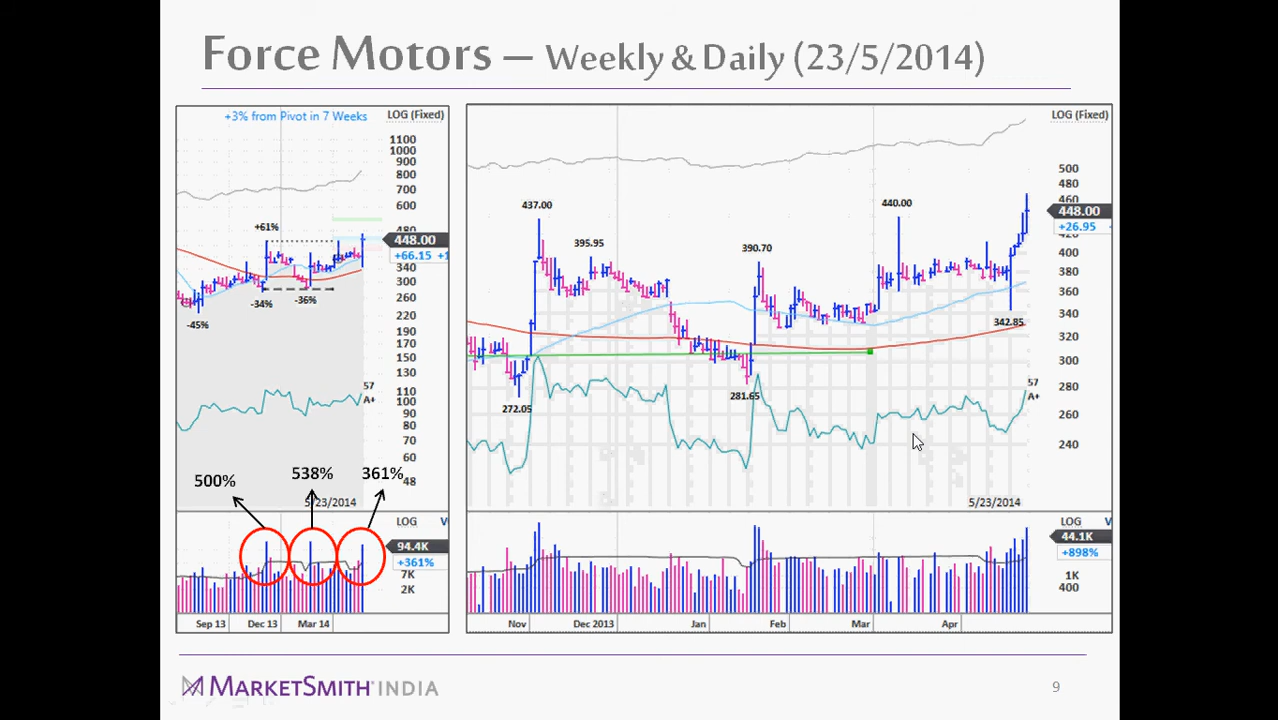 Force Motors — Weekly & Daily (23/5/2014)
+3% from Pivot in 7 Weeks
LOG (Fixed)
1100
1000
900
800
700
600
480
448.00
+66.15
340
300
260
220
190
170
150
130
110
100
90
80
70
60
48
+61%
-34%
-36%
-45%
57
A+
500%
538%
361%
5/23/2014
LOG
94.4K
+361%
7K
2K
Sep 13
Dec 13
Mar 14
LOG (Fixed)
500
480
460
448.00
+26.95
420
400
380
360
340
320
300
280
260
240
437.00
395.95
390.70
440.00
342.85
272.05
281.65
57
A+
5/23/2014
LOG
V
44.1K
+898%
1K
400
Nov
Dec 2013
Jan
Feb
Mar
Apr
MARKETSMITH INDIA
9